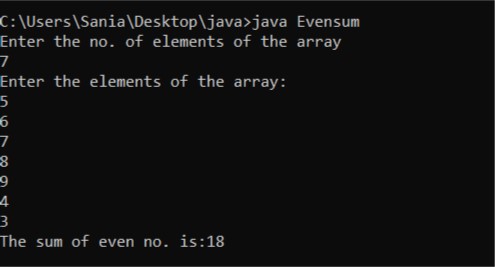 C:\Users\Sania\Desktop\java>java Evensum
Enter the no. of elements of the array
7
Enter the elements of the array:
5
6
7
8
9
4
3
The sum of even no. is:18